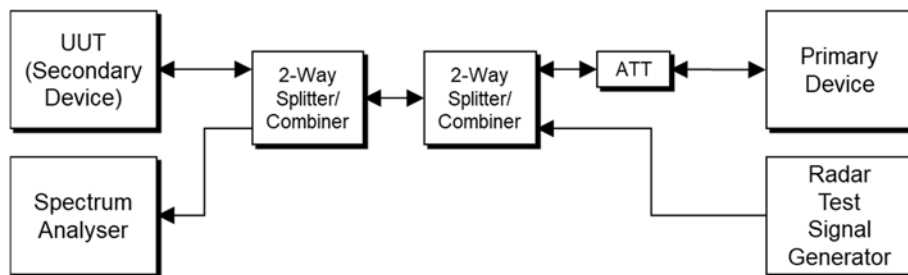 UUT
(Secondary
Device)
2-Way
Splitter/
Combiner
2-Way
Splitter/
Combiner
ATT
Primary
Device
Spectrum
Analyser
Radar
Test
Signal
Generator